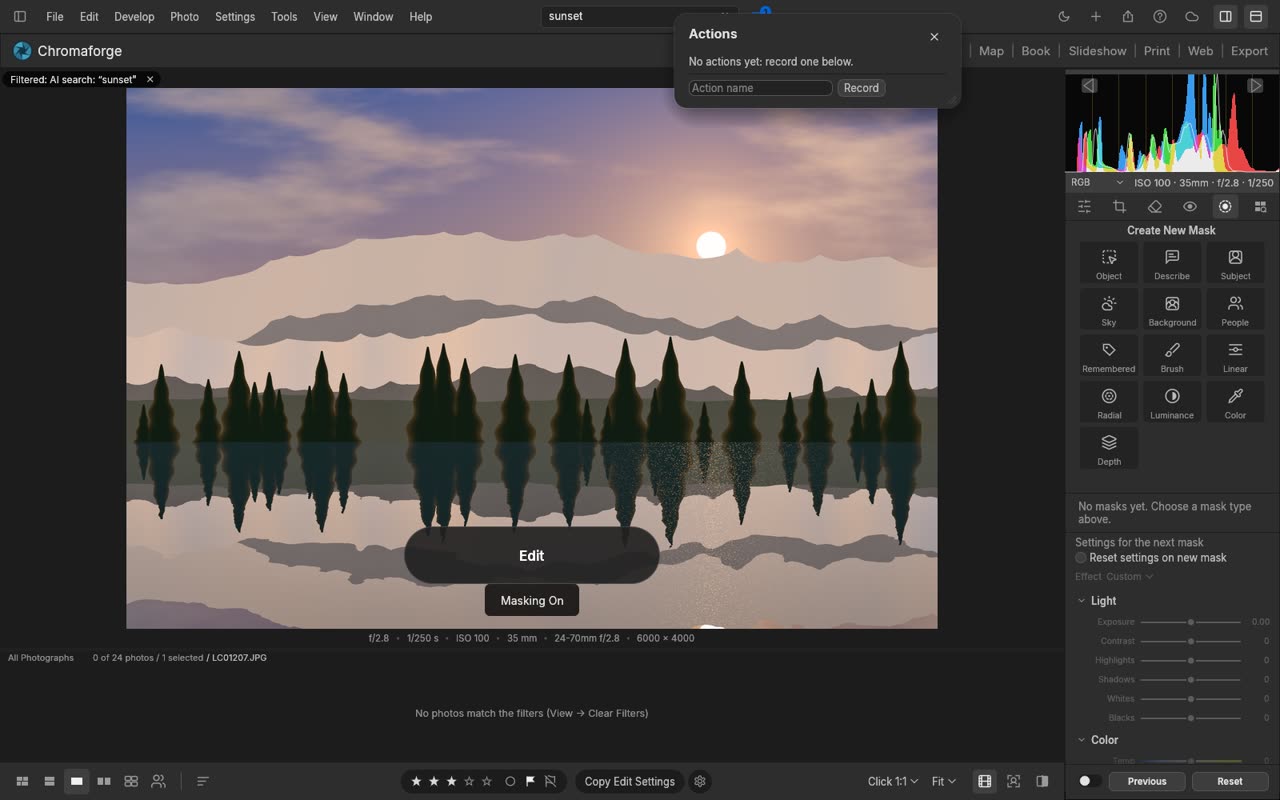 File Edit Develop Photo Settings Tools View Window Help
sunset
Chromaforge
Map Book Slideshow Print Web Export
Filtered: AI search: “sunset”
Actions
No actions yet: record one below.
Action name Record
RGB ISO 100 · 35mm · f/2.8 · 1/250
Create New Mask
Object Describe Subject
Sky Background People
Remembered Brush Linear
Radial Luminance Color
Depth
No masks yet. Choose a mask type
above.
Settings for the next mask
Reset settings on new mask
Effect Custom
Light
Exposure 0.00
Contrast 0
Highlights 0
Shadows 0
Whites 0
Blacks 0
Color
Temp
Edit
Masking On
f/2.8 · 1/250 s · ISO 100 · 35 mm · 24-70mm f/2.8 · 6000 × 4000
All Photographs 0 of 24 photos / 1 selected / LC01207.JPG
No photos match the filters (View → Clear Filters)
Copy Edit Settings Click 1:1 Fit Previous Reset